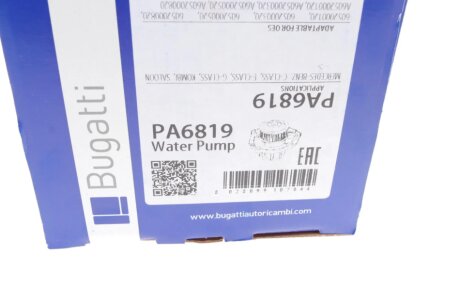 ADAPTABLE FOR OES
MERCEDES BENZ C-CLASS, E-CLASS, G-CLASS, KOMBI, SALOON
APPLICATIONS
PA6819
PA6819
Water Pump
EAC
Bugatti
www.bugattiautoricambi.com